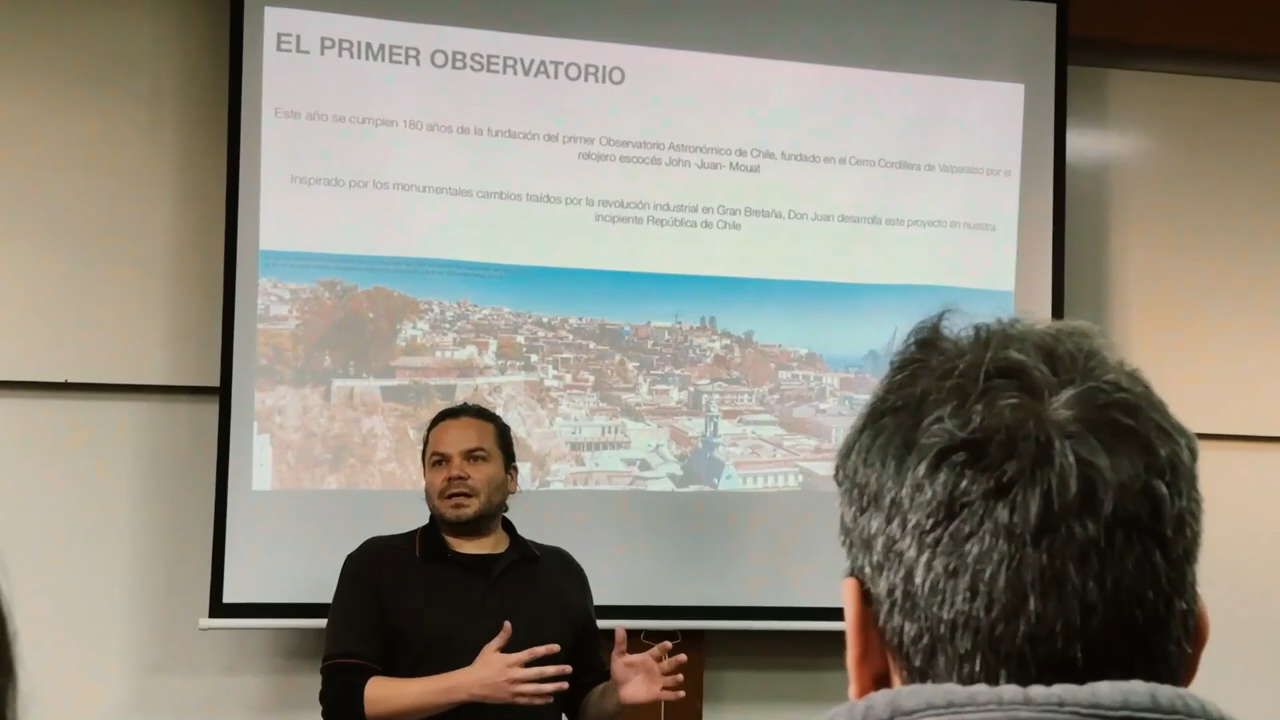 EL PRIMER OBSERVATORIO
Este año se cumplen 180 años de la fundación del primer Observatorio Astronómico de Chile, fundado en el Cerro Cordillera de Valparaíso por el
relojero escocés John -Juan- Mouat
Inspirado por los monumentales cambios traídos por la revolución industrial en Gran Bretaña, Don Juan desarrolla este proyecto en nuestra
incipiente República de Chile